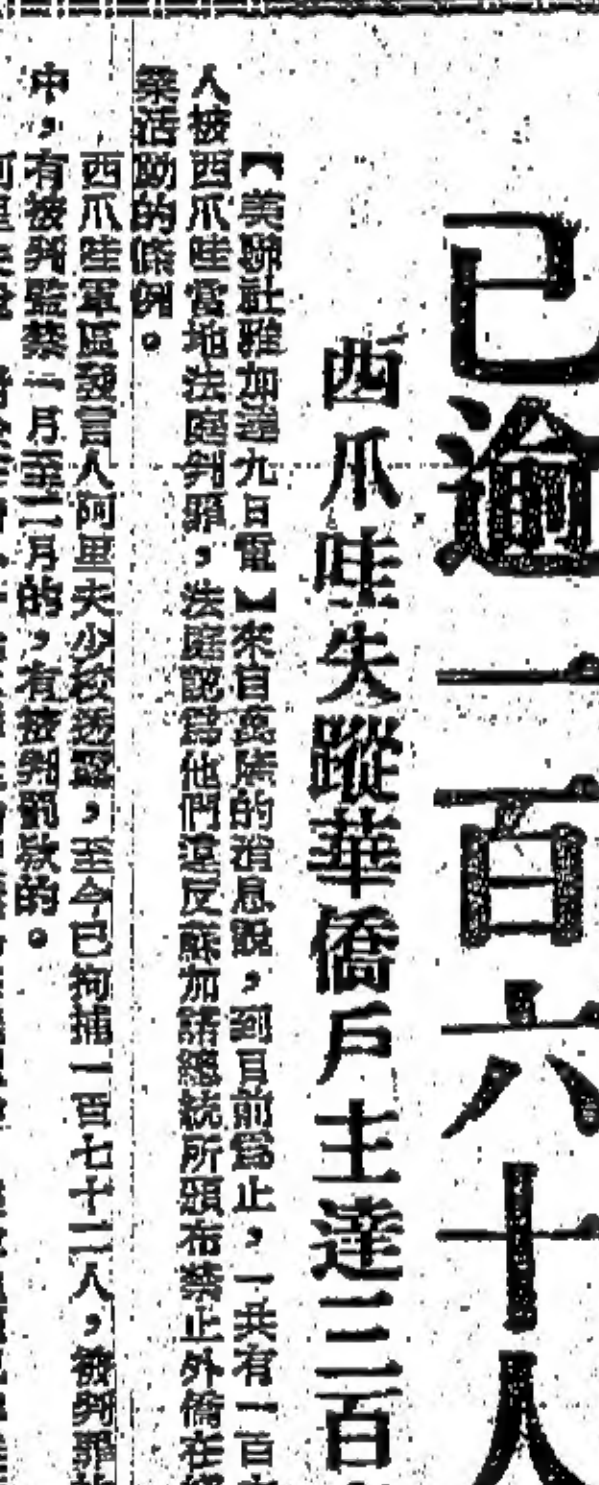 已逾一百六十人
西爪哇失蹤華僑戶主達三百
【美聯社雅加達九日電】來自萬隆的消息說，到目前爲止，一共有一百
人被西爪哇當地法庭判罪，法庭認爲他們違反蘇加諾總統所頒布禁止外僑在
業活動的條例。
西爪哇軍區發言人阿里夫少校透露，至今已拘捕一百七十二人，被判罪
中，有被判監禁一月至二月的，有被判罰款的。